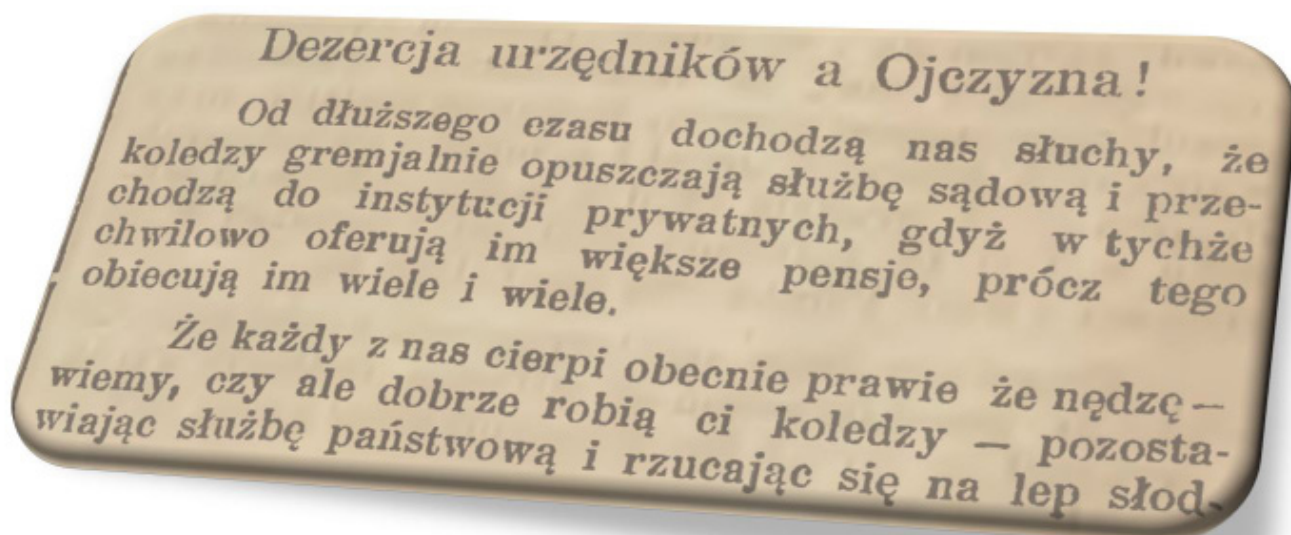 Dezercja urzędników a Ojczyzna!
Od dłuższego czasu dochodzą nas słuchy, że
koledzy gremjalnie opuszczają służbę sądową i prze-
chodzą do instytucji prywatnych, gdyż w tychże
chwilowo oferują im większe pensje, prócz tego
obiecują im wiele i wiele.
Że każdy z nas cierpi obecnie prawie że nędzę —
wiemy, czy ale dobrze robią ci koledzy — pozosta-
wiając służbę państwową i rzucając się na lep słod-